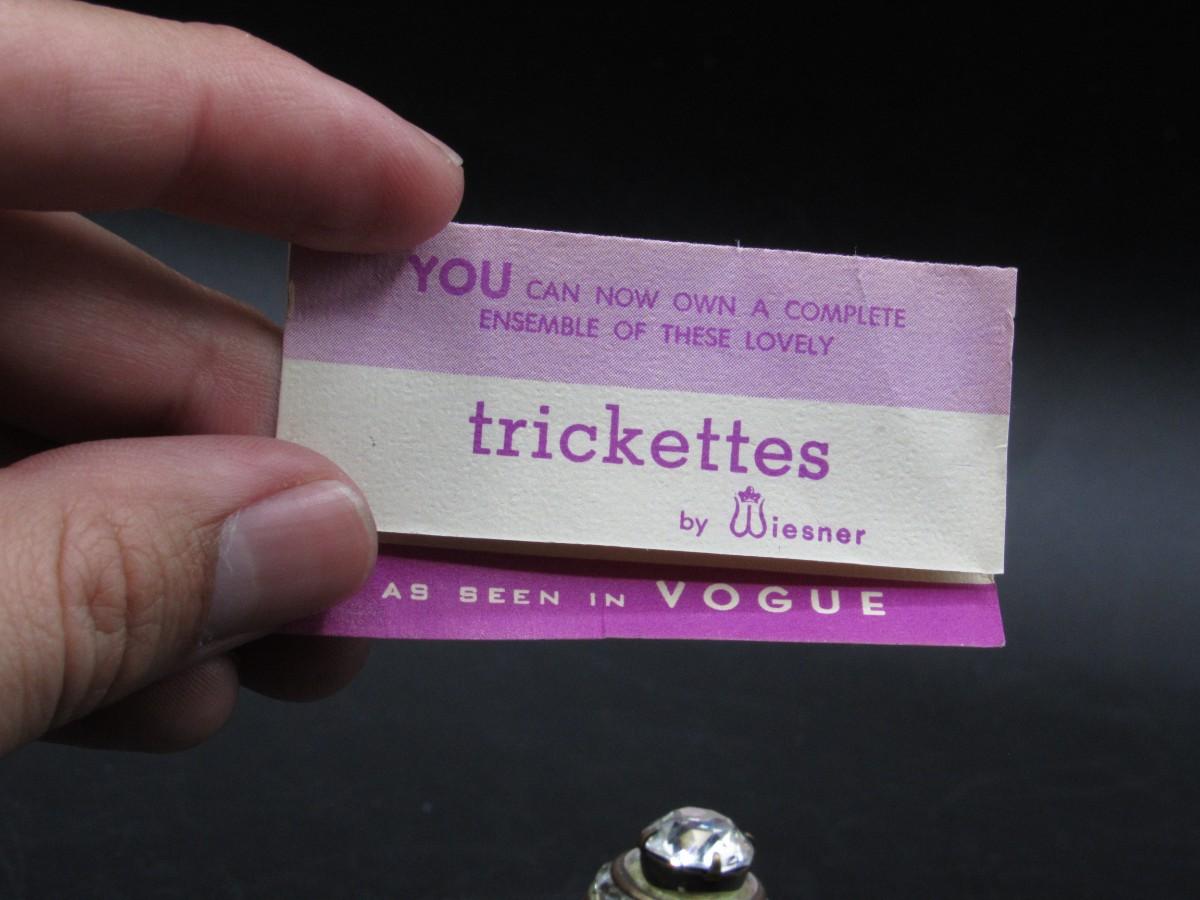 YOU CAN NOW OWN A COMPLETE
ENSEMBLE OF THESE LOVELY
trickettes
by Wiesner
AS SEEN IN VOGUE